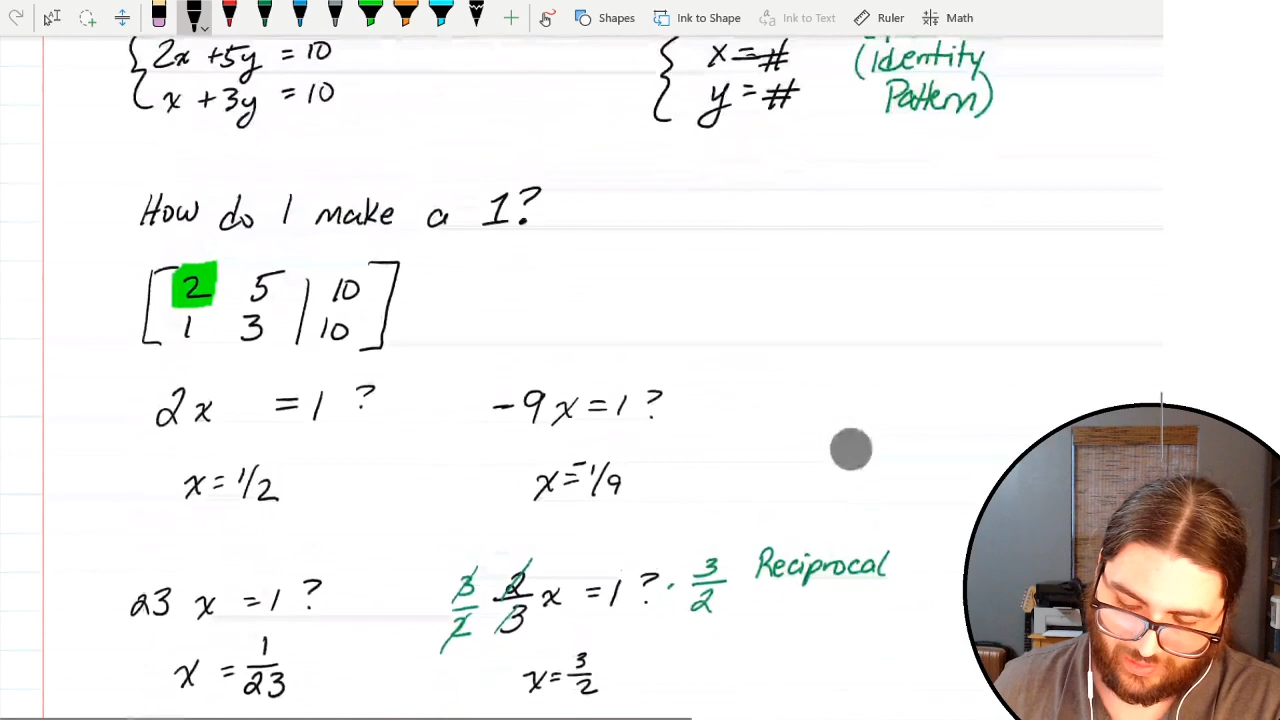 Shapes Ink to Shape Ink to Text Ruler Math
2x + 5y = 10
x + 3y = 10
x = #
y = #
(Identity
Pattern)
How do I make a 1?
2 5 | 10
1 3 | 10
2x = 1 ?
-9x = 1 ?
x = 1/2
x = -1/9
23 x = 1 ?
3/2 2/3 x = 1 ? · 3/2 Reciprocal
x = 1/23
x = 3/2